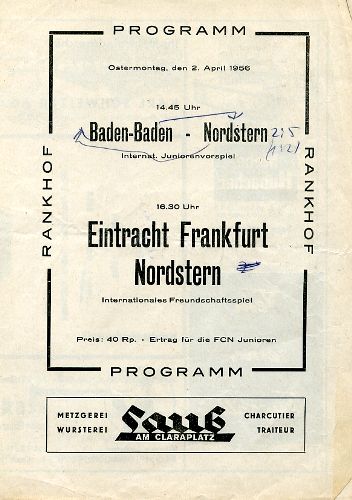 PROGRAMM
Ostermontag, den 2. April 1956
14.45 Uhr
Baden-Baden - Nordstern
Internat. Juniorenvorspiel
RANKHOF
RANKHOF
16.30 Uhr
Eintracht Frankfurt
Nordstern
Internationales Freundschaftsspiel
Preis: 40 Rp. - Ertrag für die FCN Junioren
PROGRAMM
METZGEREI
WURSTEREI
AM CLARAPLATZ
CHARCUTIER
TRAITEUR